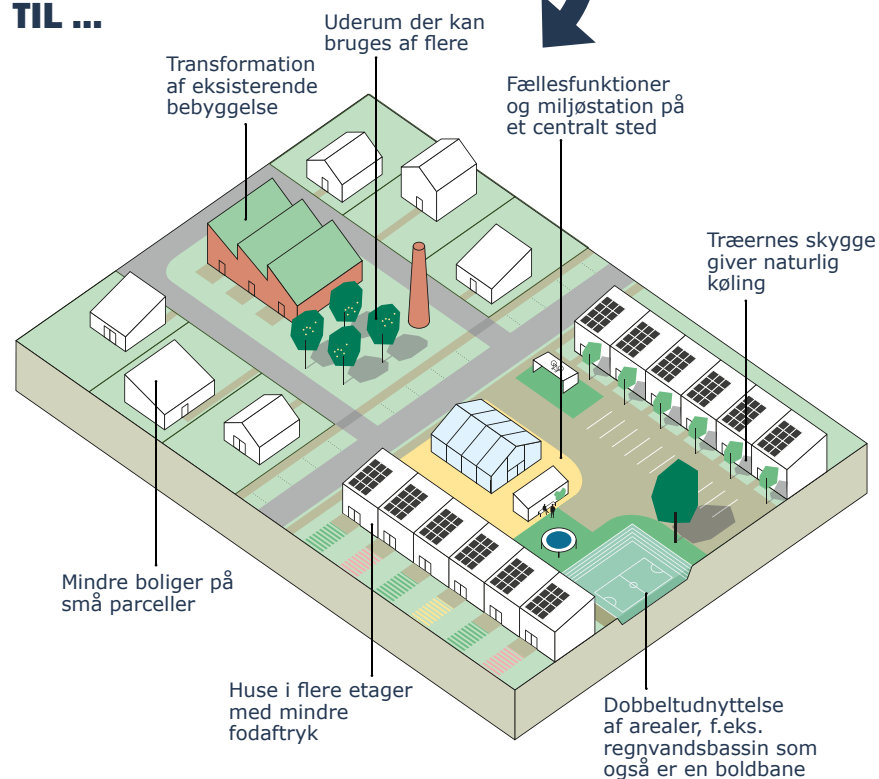 TIL ...
Uderum der kan
bruges af flere
Transformation
af eksisterende
bebyggelse
Fællesfunktioner
og miljøstation på
et centralt sted
Træernes skygge
giver naturlig
køling
Mindre boliger på
små parceller
Huse i flere etager
med mindre
fodaftryk
Dobbeltudnyttelse
af arealer, f.eks.
regnvandsbassin som
også er en boldbane